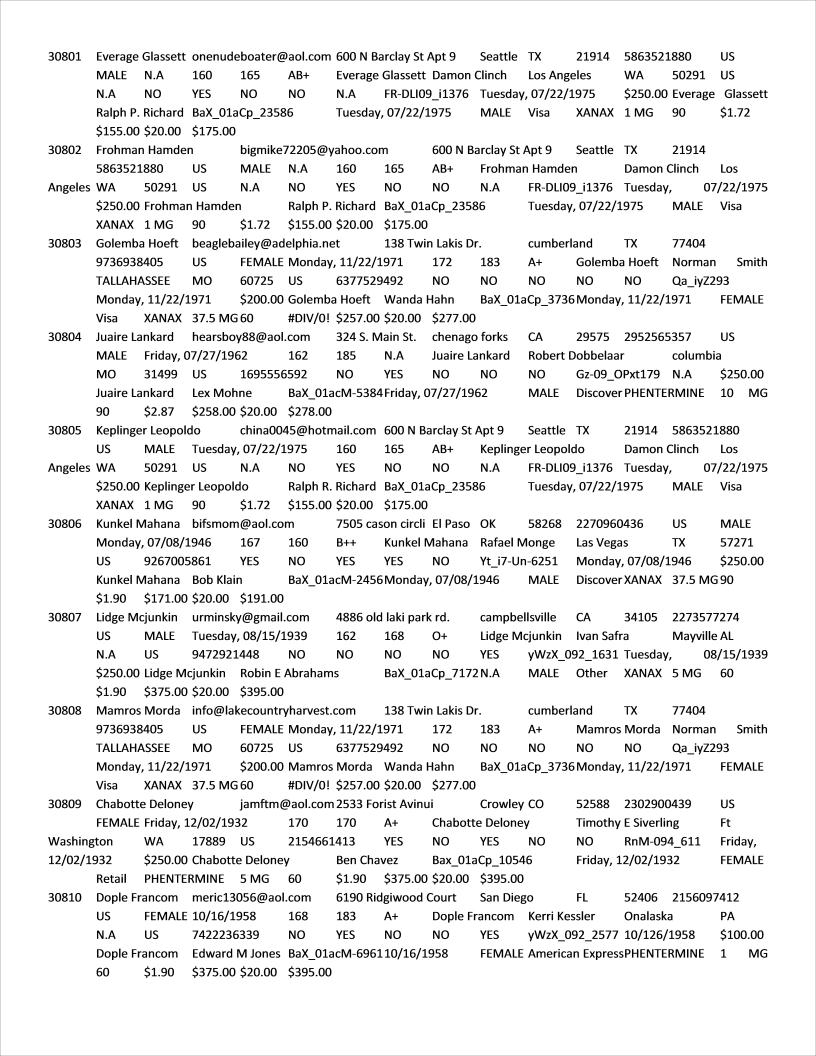 30801 Everage Glassett onenudeboater@aol.com 600 N Barclay St Apt 9 Seattle TX 21914 5863521880 US
MALE N.A 160 165 AB+ Everage Glassett Damon Clinch Los Angeles WA 50291 US
N.A NO YES NO NO N.A FR-DLI09_i1376 Tuesday, 07/22/1975 $250.00 Everage Glassett
Ralph P. Richard BaX_01aCp_23586 Tuesday, 07/22/1975 MALE Visa XANAX 1 MG 90 $1.72
$155.00 $20.00 $175.00
30802 Frohman Hamden bigmike72205@yahoo.com 600 N Barclay St Apt 9 Seattle TX 21914
5863521880 US MALE N.A 160 165 AB+ Frohman Hamden Damon Clinch Los
Angeles WA 50291 US N.A NO YES NO NO N.A FR-DLI09_i1376 Tuesday, 07/22/1975
$250.00 Frohman Hamden Ralph P. Richard BaX_01aCp_23586 Tuesday, 07/22/1975 MALE Visa
XANAX 1 MG 90 $1.72 $155.00 $20.00 $175.00
30803 Golemba Hoeft beaglebailey@adelphia.net 138 Twin Lakis Dr. cumberland TX 77404
9736938405 US FEMALE Monday, 11/22/1971 172 183 A+ Golemba Hoeft Norman Smith
TALLAHASSEE MO 60725 US 6377529492 NO NO NO NO NO Qa_iyZ293
Monday, 11/22/1971 $200.00 Golemba Hoeft Wanda Hahn BaX_01aCp_3736 Monday, 11/22/1971 FEMALE
Visa XANAX 37.5 MG 60 #DIV/0! $257.00 $20.00 $277.00
30804 Juaire Lankard hearsboy88@aol.com 324 S. Main St. chenago forks CA 29575 2952565357 US
MALE Friday, 07/27/1962 162 185 N.A Juaire Lankard Robert Dobbelaar columbia
MO 31499 US 1695556592 NO YES NO NO NO Gz-09_OPxt179 N.A $250.00
Juaire Lankard Lex Mohne BaX_01acM-5384 Friday, 07/27/1962 MALE Discover PHENTERMINE 10 MG
90 $2.87 $258.00 $20.00 $278.00
30805 Keplinger Leopoldo china0045@hotmail.com 600 N Barclay St Apt 9 Seattle TX 21914 5863521880
US MALE Tuesday, 07/22/1975 160 165 AB+ Keplinger Leopoldo Damon Clinch Los
Angeles WA 50291 US N.A NO YES NO NO N.A FR-DLI09_i1376 Tuesday, 07/22/1975
$250.00 Keplinger Leopoldo Ralph R. Richard BaX_01aCp_23586 Tuesday, 07/22/1975 MALE Visa
XANAX 1 MG 90 $1.72 $155.00 $20.00 $175.00
30806 Kunkel Mahana bifsmom@aol.com 7505 cason circli El Paso OK 58268 2270960436 US MALE
Monday, 07/08/1946 167 160 B++ Kunkel Mahana Rafael Monge Las Vegas TX 57271
US 9267005861 YES NO YES YES NO Yt_i7-Un-6251 Monday, 07/08/1946 $250.00
Kunkel Mahana Bob Klain BaX_01acM-2456 Monday, 07/08/1946 MALE Discover XANAX 37.5 MG 90
$1.90 $171.00 $20.00 $191.00
30807 Lidge Mcjunkin urminsky@gmail.com 4886 old laki park rd. campbellsville CA 34105 2273577274
US MALE Tuesday, 08/15/1939 162 168 O+ Lidge Mcjunkin Ivan Safra Mayville AL
N.A US 9472921448 NO NO NO NO YES yWzX_092_1631 Tuesday, 08/15/1939
$250.00 Lidge Mcjunkin Robin E Abrahams BaX_01aCp_7172 N.A MALE Other XANAX 5 MG 60
$1.90 $375.00 $20.00 $395.00
30808 Mamros Morda info@lakecountryharvest.com 138 Twin Lakis Dr. cumberland TX 77404
9736938405 US FEMALE Monday, 11/22/1971 172 183 A+ Mamros Morda Norman Smith
TALLAHASSEE MO 60725 US 6377529492 NO NO NO NO NO Qa_iyZ293
Monday, 11/22/1971 $200.00 Mamros Morda Wanda Hahn BaX_01aCp_3736 Monday, 11/22/1971 FEMALE
Visa XANAX 37.5 MG 60 #DIV/0! $257.00 $20.00 $277.00
30809 Chabotte Deloney jamftm@aol.com 2533 Forist Avinui Crowley CO 52588 2302900439 US
FEMALE Friday, 12/02/1932 170 170 A+ Chabotte Deloney Timothy E Siverling Ft
Washington WA 17889 US 2154661413 YES NO YES NO NO RnM-094_611 Friday,
12/02/1932 $250.00 Chabotte Deloney Ben Chavez Bax_01aCp_10546 Friday, 12/02/1932 FEMALE
Retail PHENTERMINE 5 MG 60 $1.90 $375.00 $20.00 $395.00
30810 Dople Francom meric13056@aol.com 6190 Ridgiwood Court San Diego FL 52406 2156097412
US FEMALE 10/16/1958 168 183 A+ Dople Francom Kerri Kessler Onalaska PA
N.A US 7422236339 NO YES NO NO YES yWzX_092_2577 10/126/1958 $100.00
Dople Francom Edward M Jones BaX_01acM-6961 10/16/1958 FEMALE American Express PHENTERMINE 1 MG
60 $1.90 $375.00 $20.00 $395.00